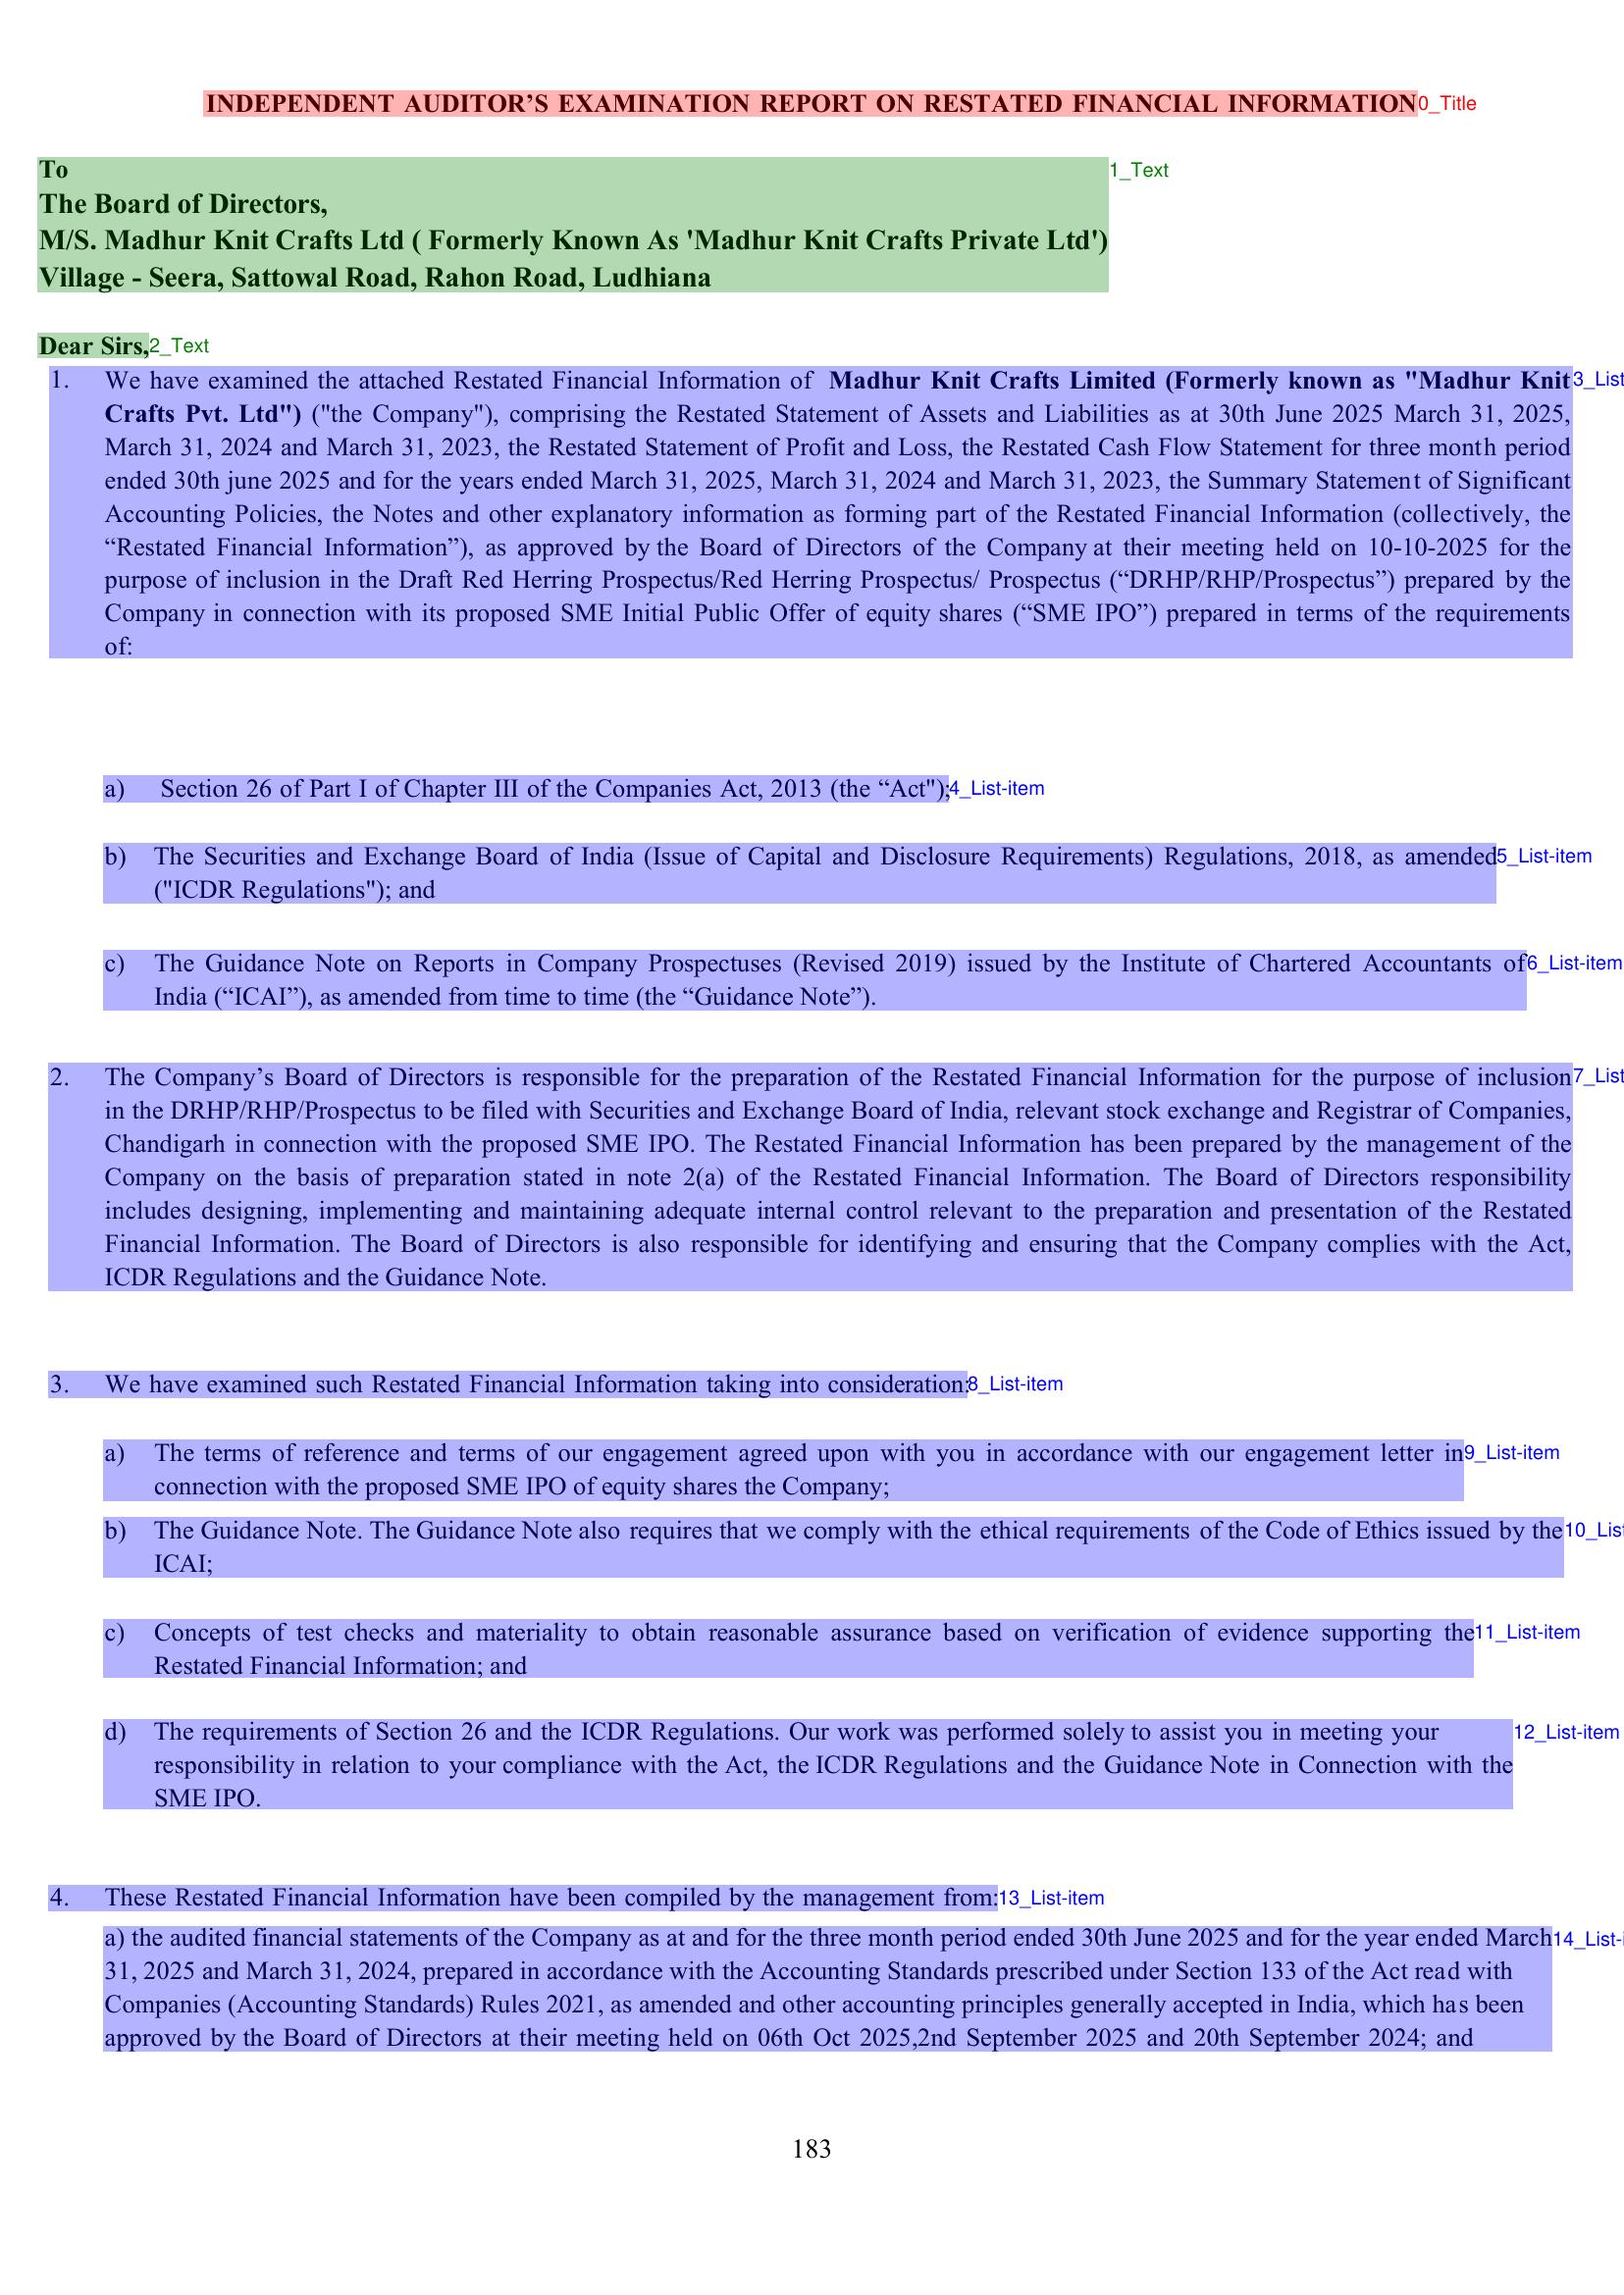 INDEPENDENT AUDITOR’S EXAMINATION REPORT ON RESTATED FINANCIAL INFORMATION 0_Title
To 1_Text
The Board of Directors,
M/S. Madhur Knit Crafts Ltd ( Formerly Known As 'Madhur Knit Crafts Private Ltd')
Village - Seera, Sattowal Road, Rahon Road, Ludhiana
Dear Sirs, 2_Text
1. We have examined the attached Restated Financial Information of Madhur Knit Crafts Limited (Formerly known as "Madhur Knit 3_List
Crafts Pvt. Ltd") ("the Company"), comprising the Restated Statement of Assets and Liabilities as at 30th June 2025 March 31, 2025,
March 31, 2024 and March 31, 2023, the Restated Statement of Profit and Loss, the Restated Cash Flow Statement for three month period
ended 30th june 2025 and for the years ended March 31, 2025, March 31, 2024 and March 31, 2023, the Summary Statement of Significant
Accounting Policies, the Notes and other explanatory information as forming part of the Restated Financial Information (collectively, the
“Restated Financial Information”), as approved by the Board of Directors of the Company at their meeting held on 10-10-2025 for the
purpose of inclusion in the Draft Red Herring Prospectus/Red Herring Prospectus/ Prospectus (“DRHP/RHP/Prospectus”) prepared by the
Company in connection with its proposed SME Initial Public Offer of equity shares (“SME IPO”) prepared in terms of the requirements
of:
a) Section 26 of Part I of Chapter III of the Companies Act, 2013 (the “Act"); 4_List-item
b) The Securities and Exchange Board of India (Issue of Capital and Disclosure Requirements) Regulations, 2018, as amended 5_List-item
("ICDR Regulations"); and
c) The Guidance Note on Reports in Company Prospectuses (Revised 2019) issued by the Institute of Chartered Accountants of 6_List-item
India (“ICAI”), as amended from time to time (the “Guidance Note”).
2. The Company’s Board of Directors is responsible for the preparation of the Restated Financial Information for the purpose of inclusion 7_List
in the DRHP/RHP/Prospectus to be filed with Securities and Exchange Board of India, relevant stock exchange and Registrar of Companies,
Chandigarh in connection with the proposed SME IPO. The Restated Financial Information has been prepared by the management of the
Company on the basis of preparation stated in note 2(a) of the Restated Financial Information. The Board of Directors responsibility
includes designing, implementing and maintaining adequate internal control relevant to the preparation and presentation of the Restated
Financial Information. The Board of Directors is also responsible for identifying and ensuring that the Company complies with the Act,
ICDR Regulations and the Guidance Note.
3. We have examined such Restated Financial Information taking into consideration: 8_List-item
a) The terms of reference and terms of our engagement agreed upon with you in accordance with our engagement letter in 9_List-item
connection with the proposed SME IPO of equity shares the Company;
b) The Guidance Note. The Guidance Note also requires that we comply with the ethical requirements of the Code of Ethics issued by the 10_List
ICAI;
c) Concepts of test checks and materiality to obtain reasonable assurance based on verification of evidence supporting the 11_List-item
Restated Financial Information; and
d) The requirements of Section 26 and the ICDR Regulations. Our work was performed solely to assist you in meeting your 12_List-item
responsibility in relation to your compliance with the Act, the ICDR Regulations and the Guidance Note in Connection with the
SME IPO.
4. These Restated Financial Information have been compiled by the management from: 13_List-item
a) the audited financial statements of the Company as at and for the three month period ended 30th June 2025 and for the year ended March 14_List-
31, 2025 and March 31, 2024, prepared in accordance with the Accounting Standards prescribed under Section 133 of the Act read with
Companies (Accounting Standards) Rules 2021, as amended and other accounting principles generally accepted in India, which has been
approved by the Board of Directors at their meeting held on 06th Oct 2025,2nd September 2025 and 20th September 2024; and
183